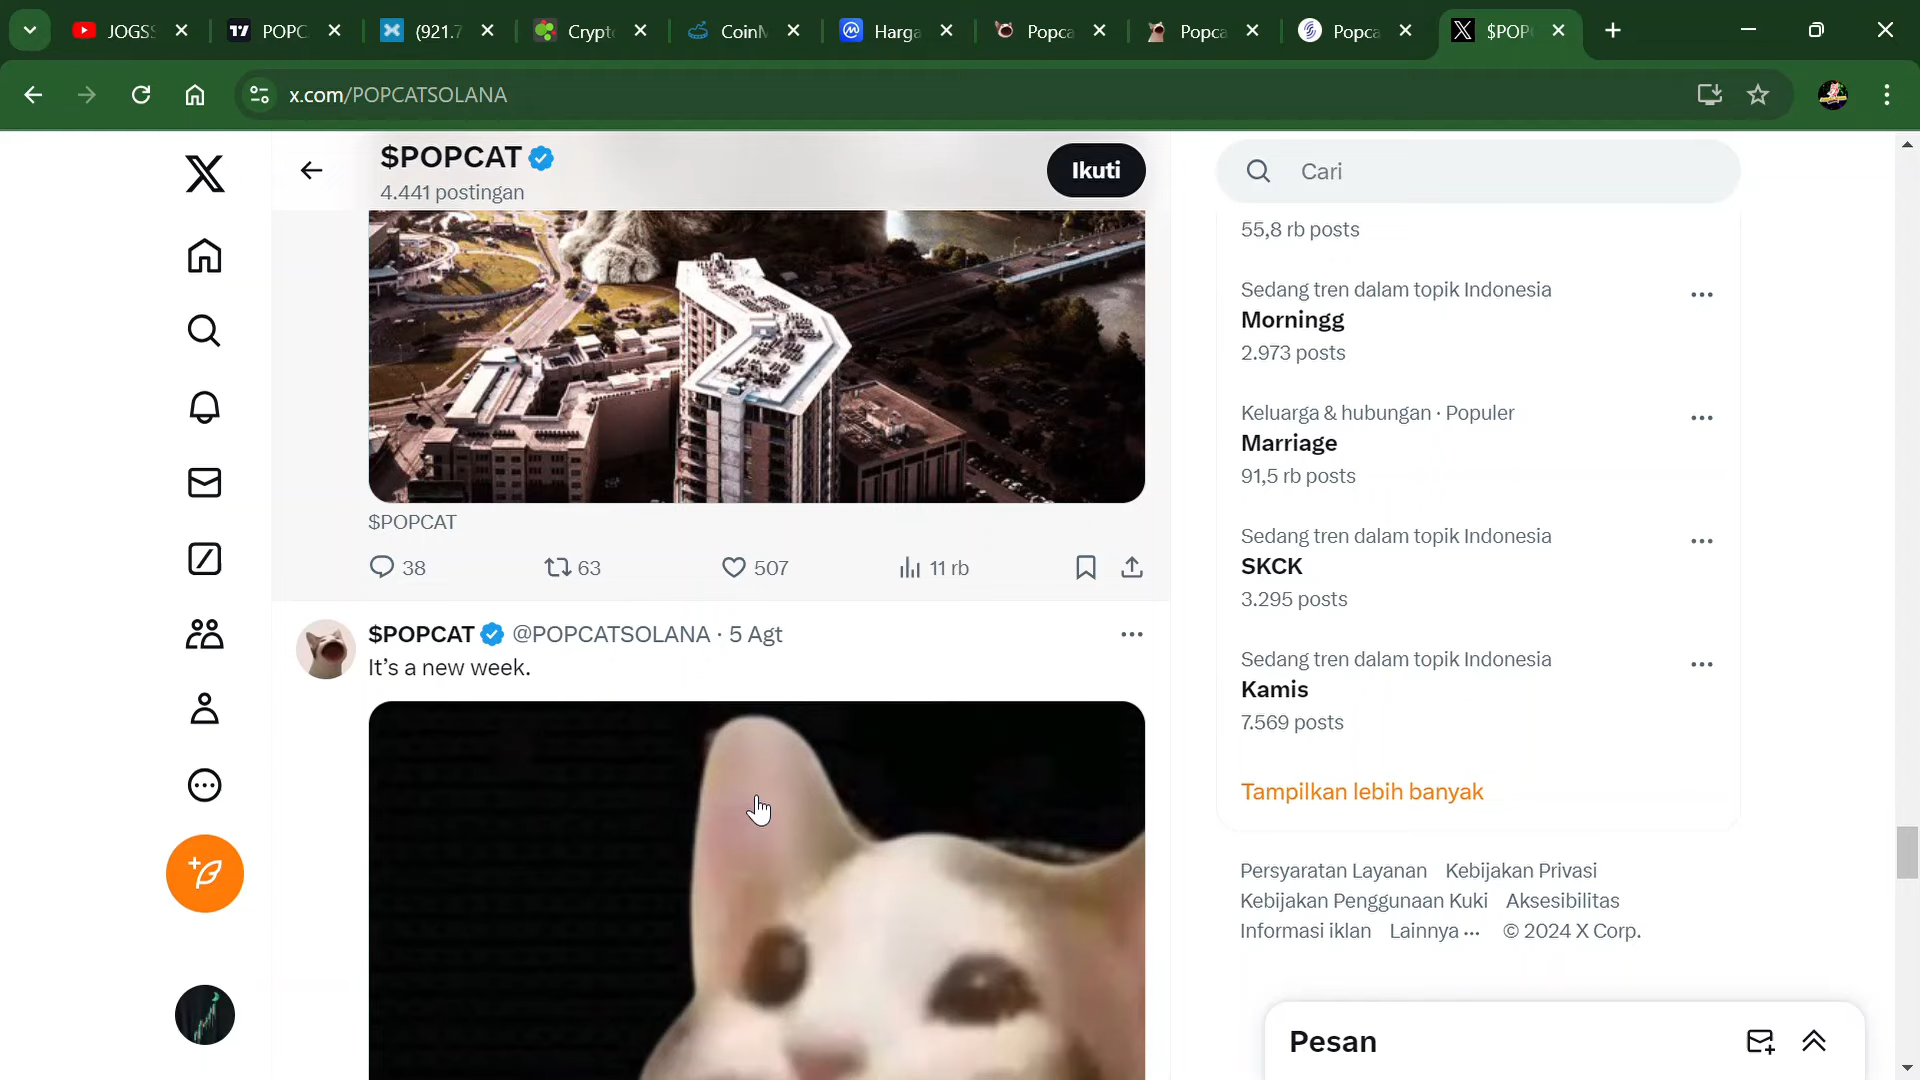 JOGSS
POPC
(921.7
Crypto
CoinM
Harga
Popca
Popca
Popca
$POP
x.com/POPCATSOLANA
$POPCAT
4.441 postingan
Ikuti
Cari
55,8 rb posts
Sedang tren dalam topik Indonesia
Morningg
2.973 posts
Keluarga & hubungan · Populer
Marriage
91,5 rb posts
$POPCAT
38 63 507 11 rb
Sedang tren dalam topik Indonesia
SKCK
3.295 posts
$POPCAT @POPCATSOLANA · 5 Agt
It’s a new week.
Sedang tren dalam topik Indonesia
Kamis
7.569 posts
Tampilkan lebih banyak
Persyaratan Layanan Kebijakan Privasi
Kebijakan Penggunaan Kuki Aksesibilitas
Informasi iklan Lainnya ··· © 2024 X Corp.
Pesan